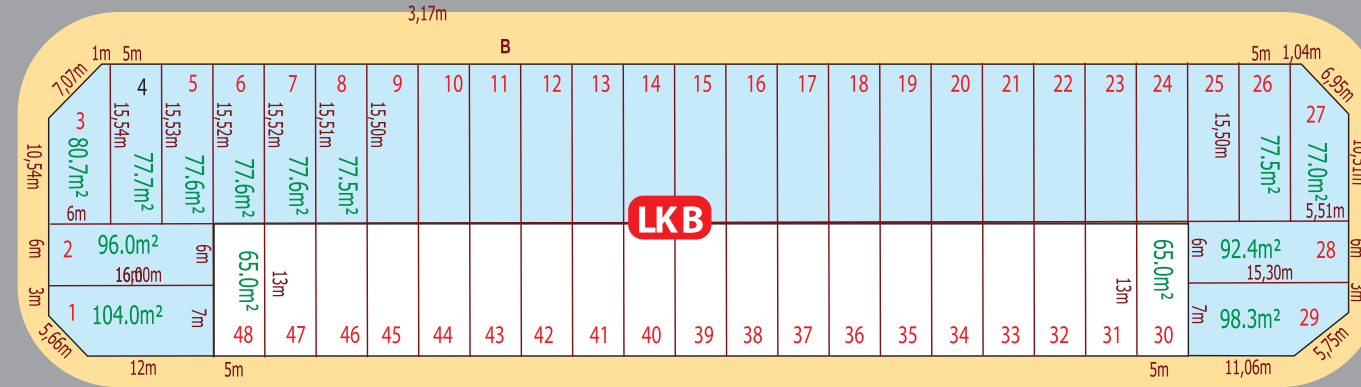 3,17m
B
1m 5m
5m 1,04m
7,07m
6,95m
3 4 5 6 7 8 9 10 11 12 13 14 15 16 17 18 19 20 21 22 23 24 25 26 27
15,54m 15,53m 15,52m 15,52m 15,51m 15,50m 15,50m
80.7m² 77.7m² 77.6m² 77.6m² 77.6m² 77.5m² 77.5m² 77.0m²
10,54m
6m
5,51m
LKB
6m 2 96.0m² 6m
16,00m
65.0m² 13m
13m 65.0m²
6m 92.4m² 28 6m
15,30m
3m 1 104.0m² 7m
7m 98.3m² 29 3m
48 47 46 45 44 43 42 41 40 39 38 37 36 35 34 33 32 31 30
5,66m
5,75m
12m 5m 5m 11,06m